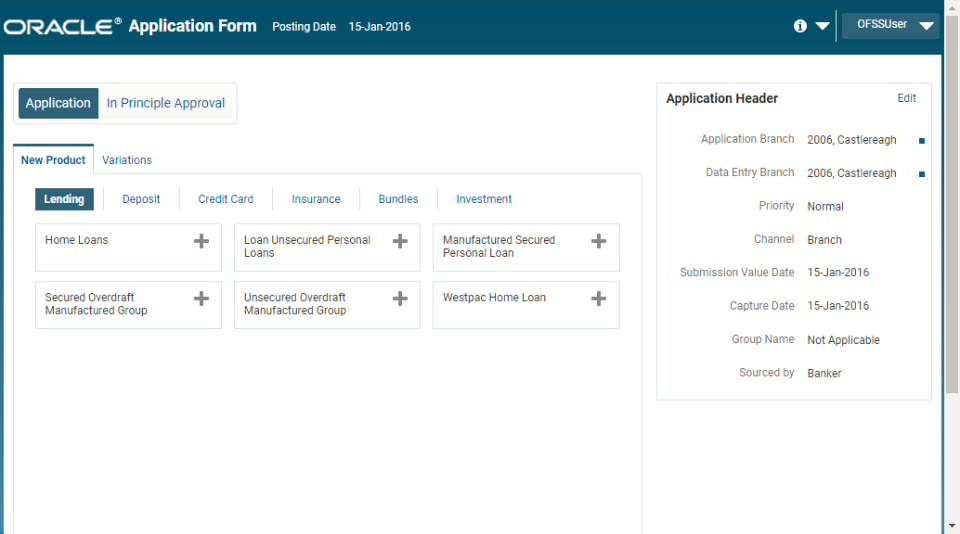 ORACLE® Application Form Posting Date 15-Jan-2016
OFSSUser
Application In Principle Approval
New Product Variations
Lending Deposit Credit Card Insurance Bundles Investment
Home Loans
Loan Unsecured Personal
Loans
Manufactured Secured
Personal Loan
Secured Overdraft
Manufactured Group
Unsecured Overdraft
Manufactured Group
Westpac Home Loan
Application Header Edit
Application Branch 2006, Castlereagh
Data Entry Branch 2006, Castlereagh
Priority Normal
Channel Branch
Submission Value Date 15-Jan-2016
Capture Date 15-Jan-2016
Group Name Not Applicable
Sourced by Banker